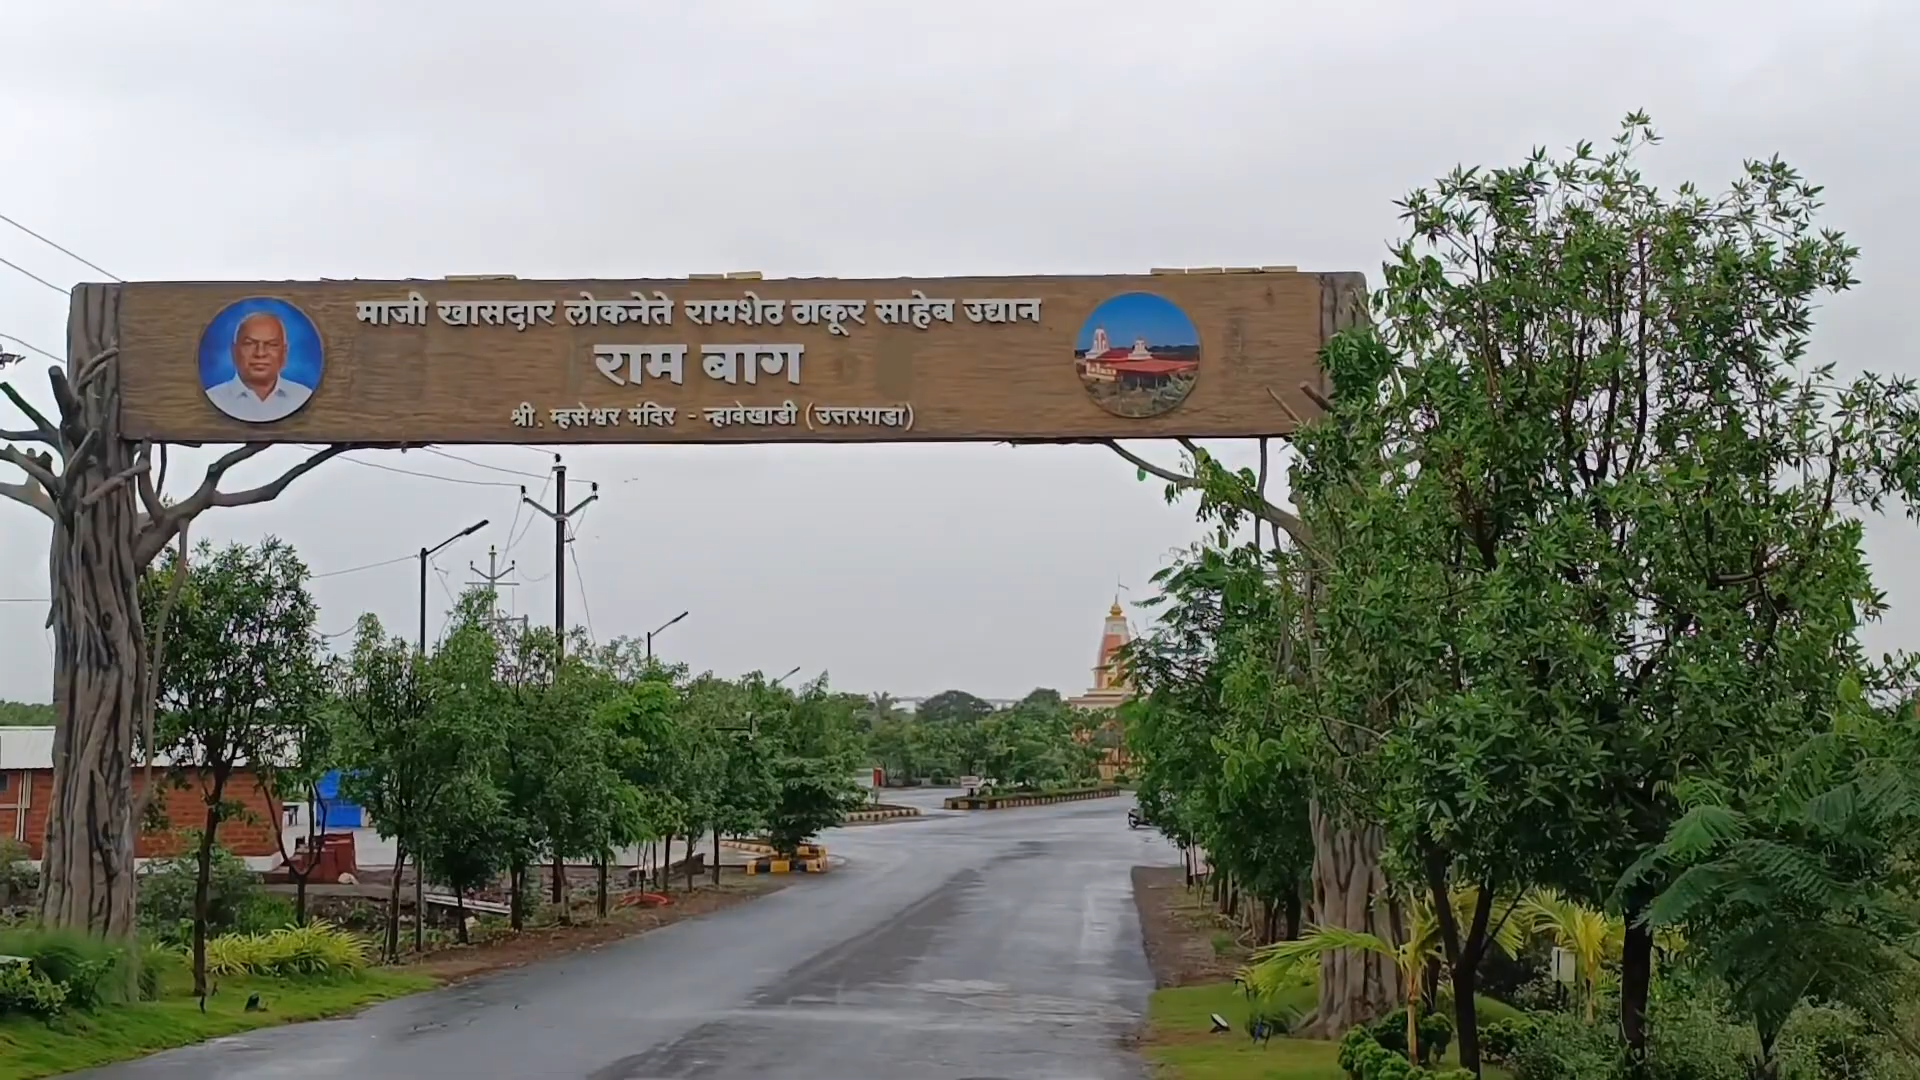 माजी खासदार लोकनेते रामशेठ ठाकूर साहेब उद्यान
राम बाग
श्री. म्हसेश्वर मंदिर - न्हावेखाडी (उत्तरपाडा)